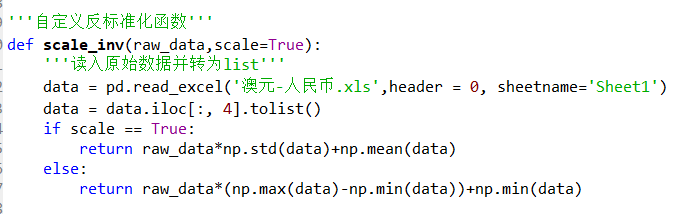 '''自定义反标准化函数'''
def scale_inv(raw_data,scale=True):
    '''读入原始数据并转为list'''
    data = pd.read_excel('澳元-人民币.xls',header = 0, sheetname='Sheet1')
    data = data.iloc[:, 4].tolist()
    if scale == True:
        return raw_data*np.std(data)+np.mean(data)
    else:
        return raw_data*(np.max(data)-np.min(data))+np.min(data)